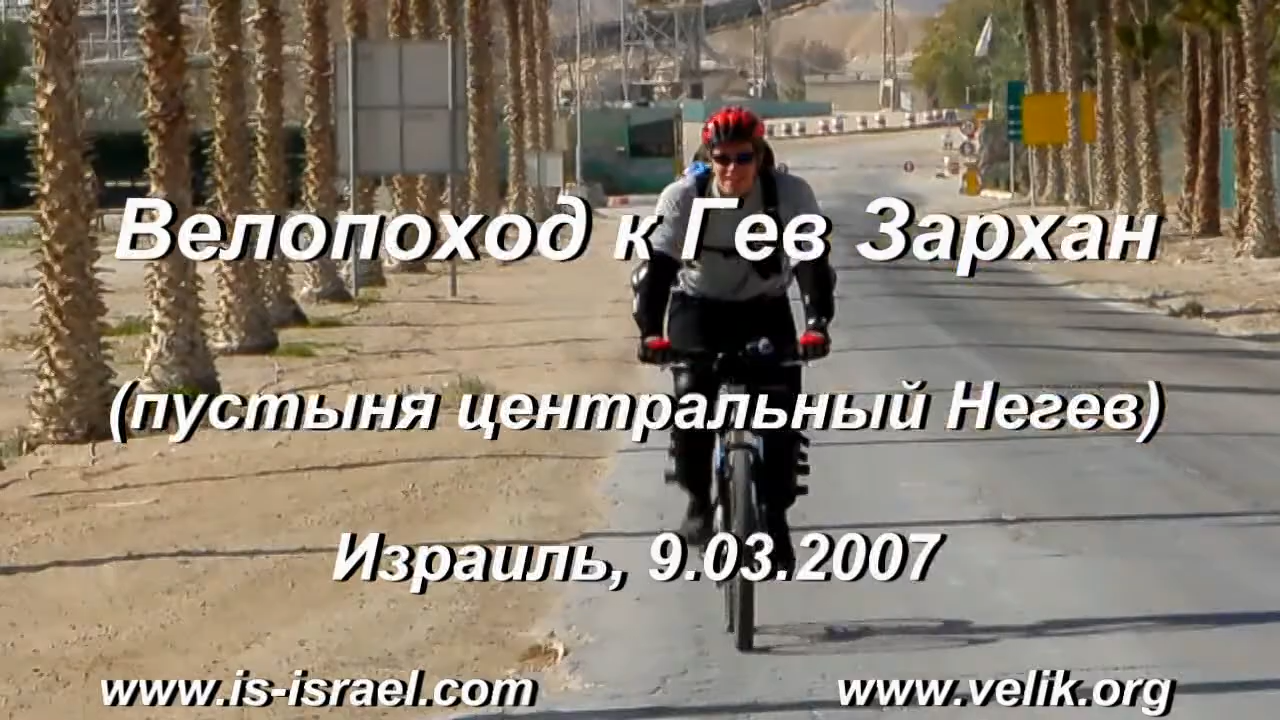 Велопоход к Гев Зархан
(пустыня центральный Негев)
Израиль, 9.03.2007
www.is-israel.com www.velik.org